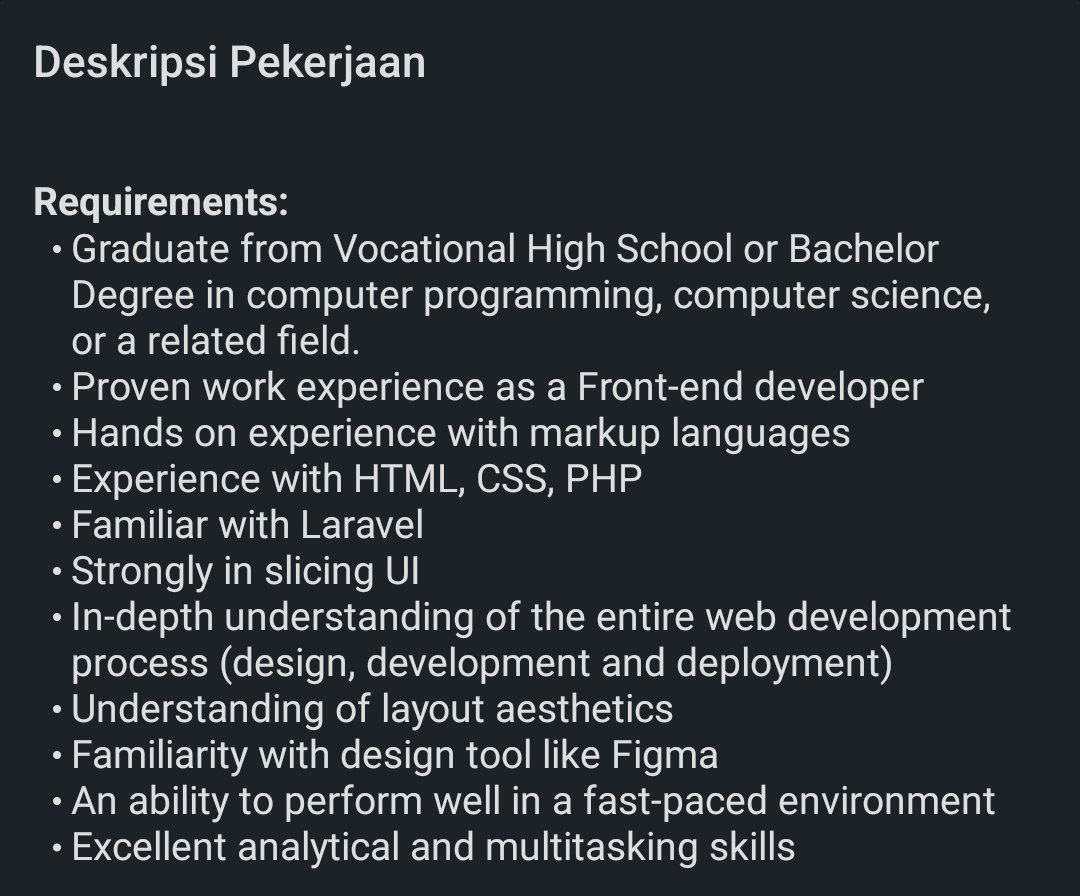 Deskripsi Pekerjaan
Requirements:
• Graduate from Vocational High School or Bachelor
Degree in computer programming, computer science,
or a related field.
• Proven work experience as a Front-end developer
• Hands on experience with markup languages
• Experience with HTML, CSS, PHP
• Familiar with Laravel
• Strongly in slicing UI
• In-depth understanding of the entire web development
process (design, development and deployment)
• Understanding of layout aesthetics
• Familiarity with design tool like Figma
• An ability to perform well in a fast-paced environment
• Excellent analytical and multitasking skills